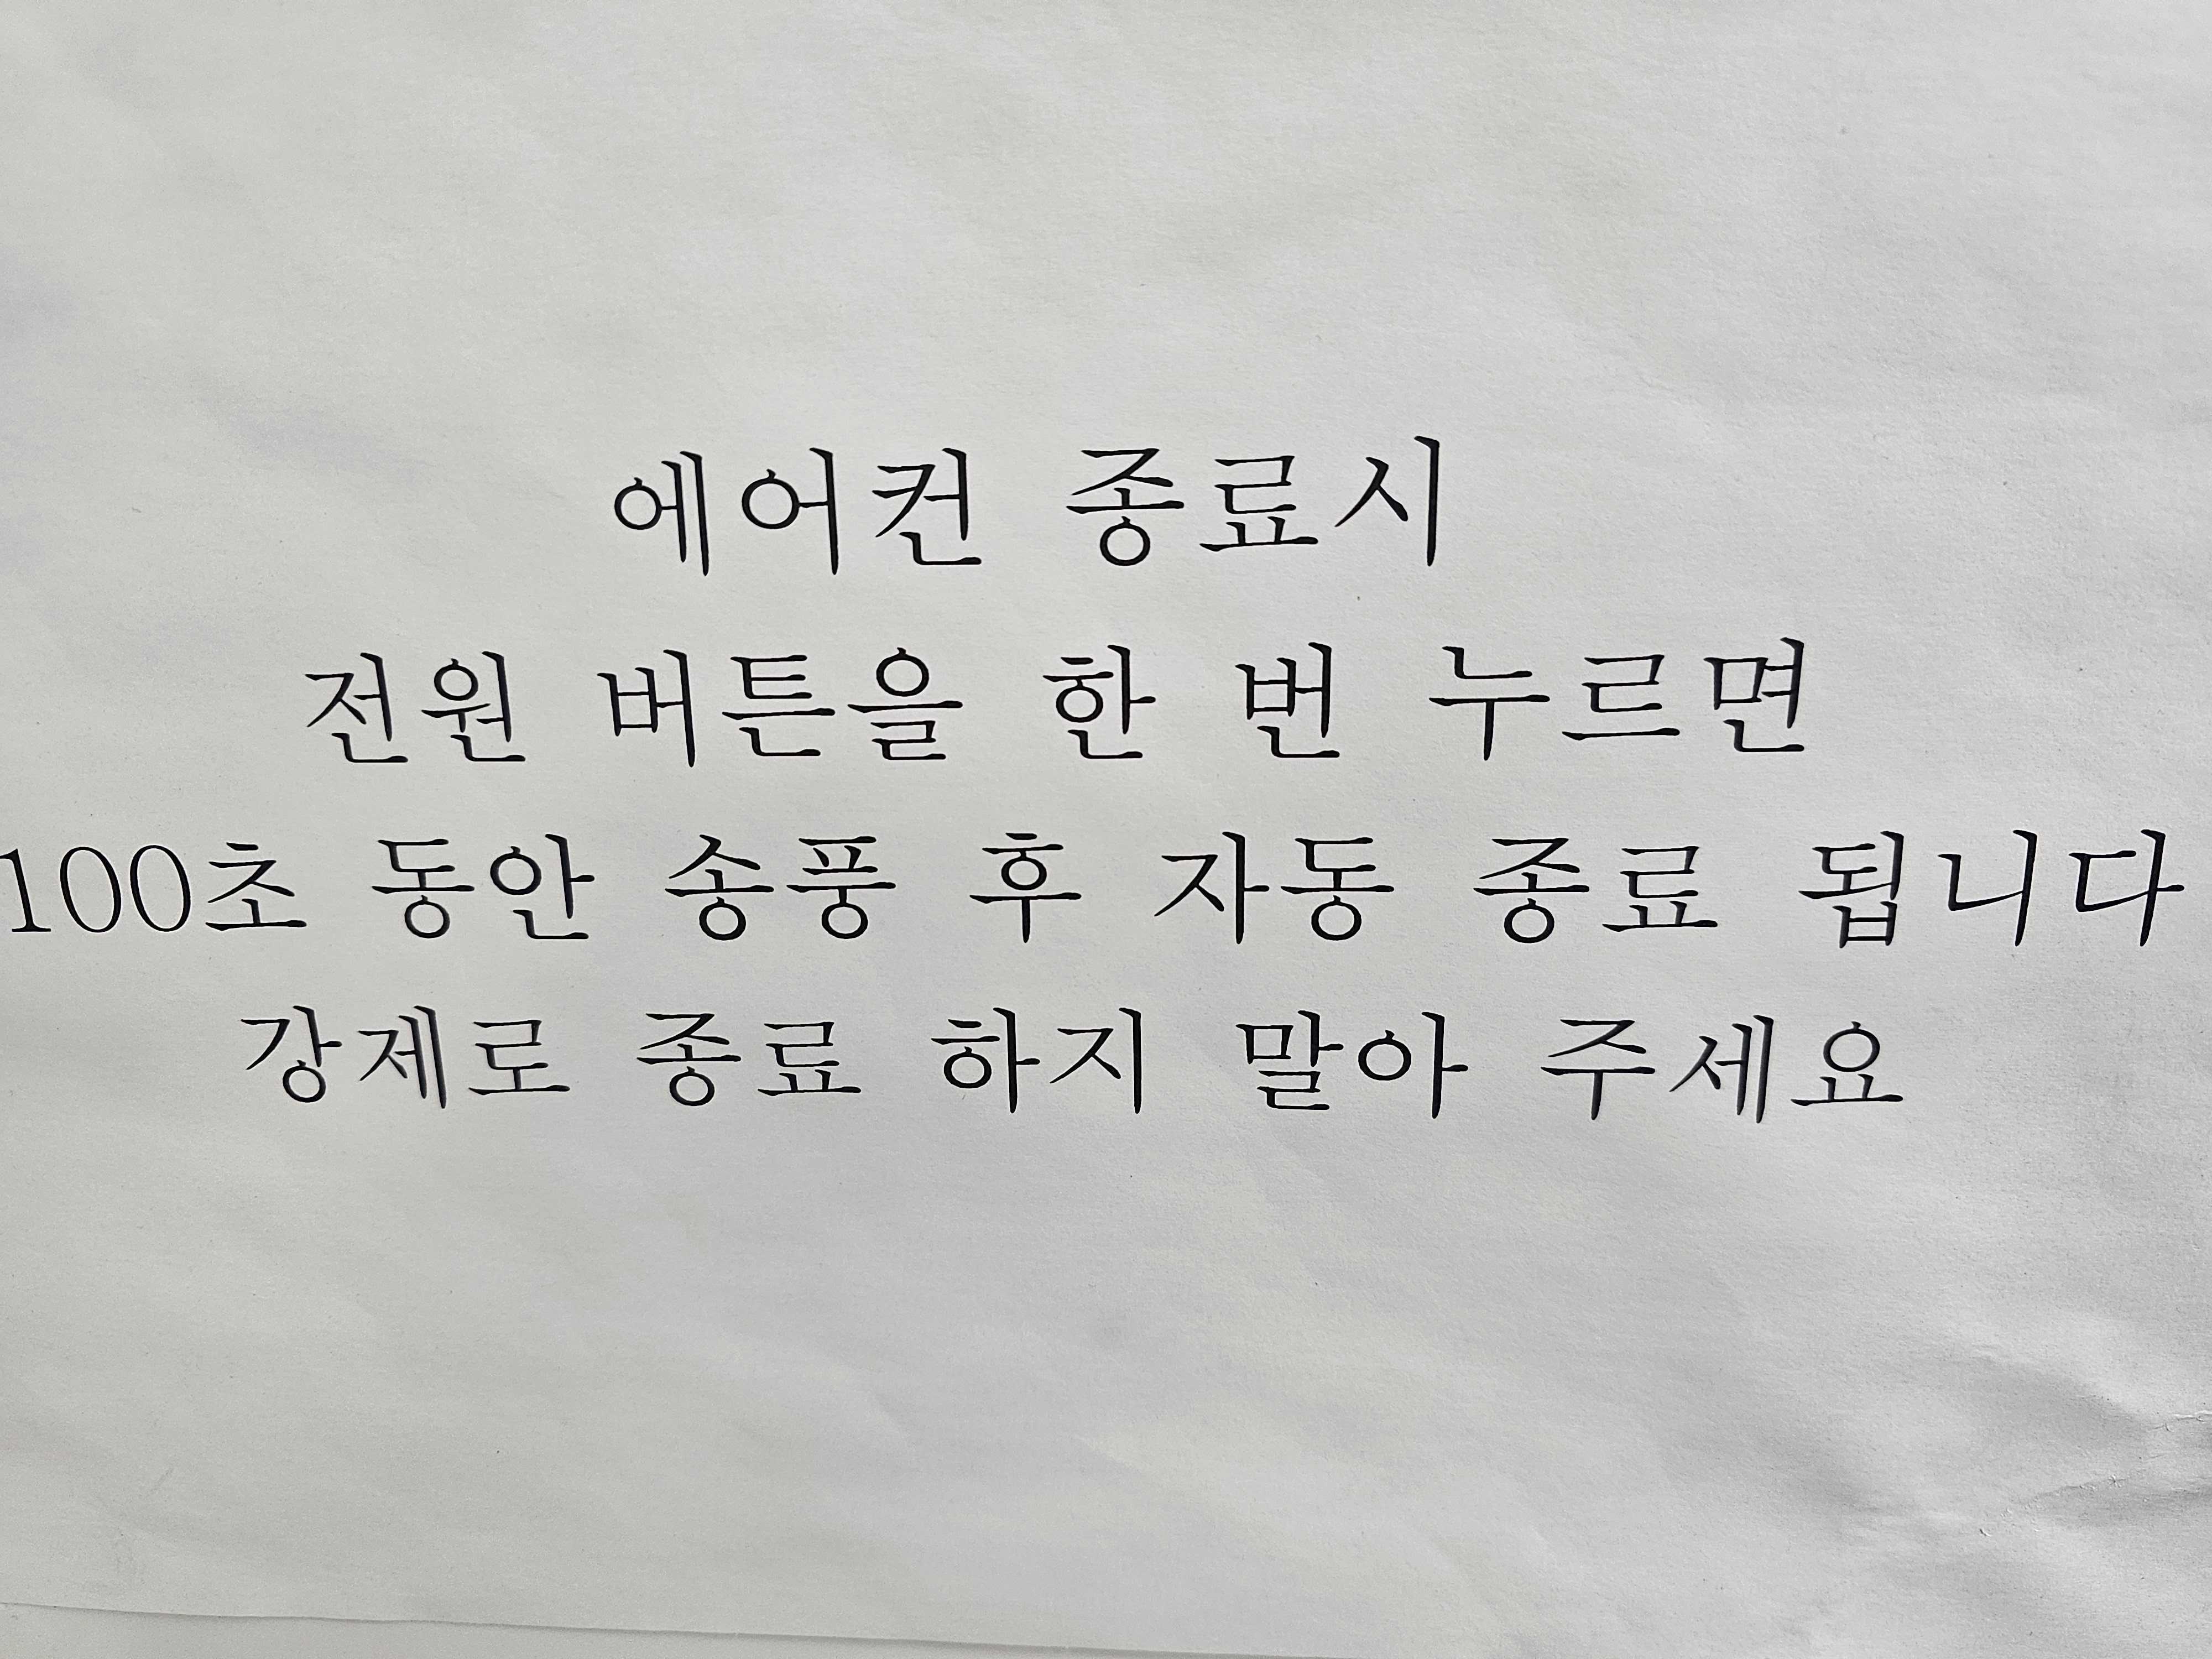 에어컨 종료시
전원 버튼을 한 번 누르면
100초 동안 송풍 후 자동 종료 됩니다
강제로 종료 하지 말아 주세요